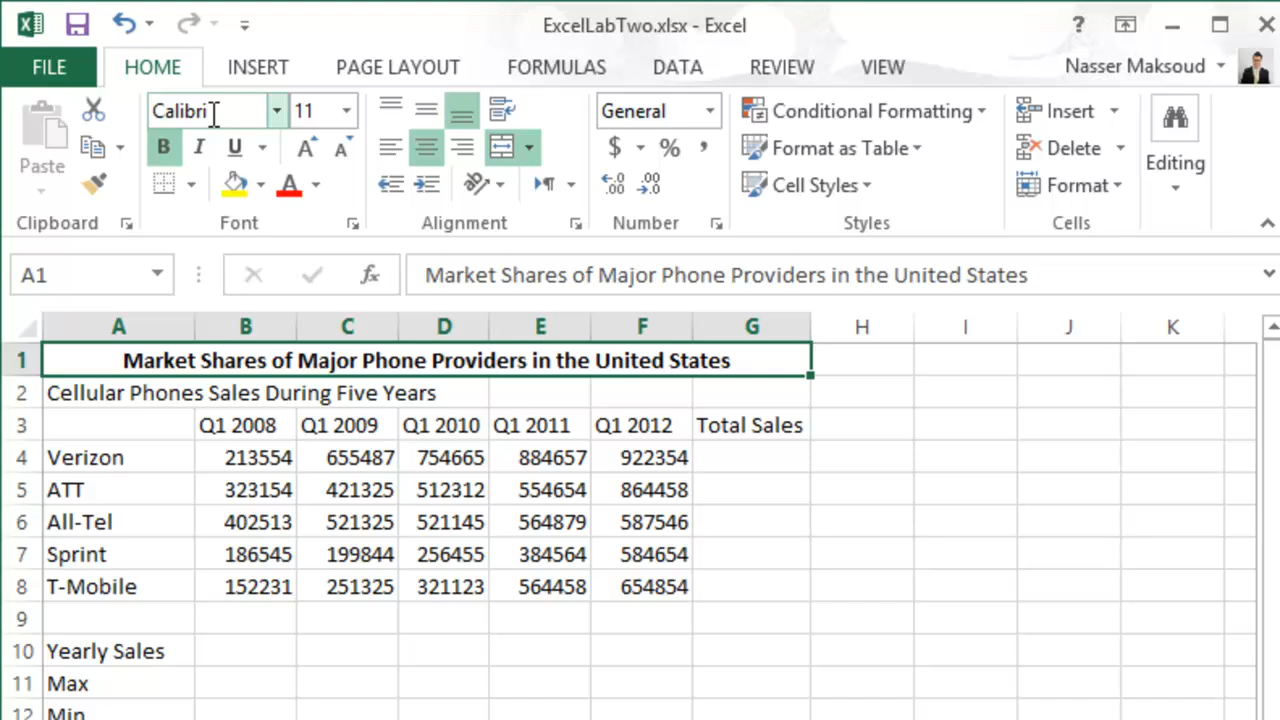 ExcelLabTwo.xlsx - Excel
?
FILE HOME INSERT PAGE LAYOUT FORMULAS DATA REVIEW VIEW Nasser Maksoud
Calibri 11 General Conditional Formatting Insert
Paste B I U $ % , Format as Table Delete Editing
A .00 .00 Cell Styles Format
Clipboard Font Alignment Number Styles Cells
A1 fx Market Shares of Major Phone Providers in the United States
A B C D E F G H I J K
1 Market Shares of Major Phone Providers in the United States
2 Cellular Phones Sales During Five Years
3 Q1 2008 Q1 2009 Q1 2010 Q1 2011 Q1 2012 Total Sales
4 Verizon 213554 655487 754665 884657 922354
5 ATT 323154 421325 512312 554654 864458
6 All-Tel 402513 521325 521145 564879 587546
7 Sprint 186545 199844 256455 384564 584654
8 T-Mobile 152231 251325 321123 564458 654854
9
10 Yearly Sales
11 Max
12 Min